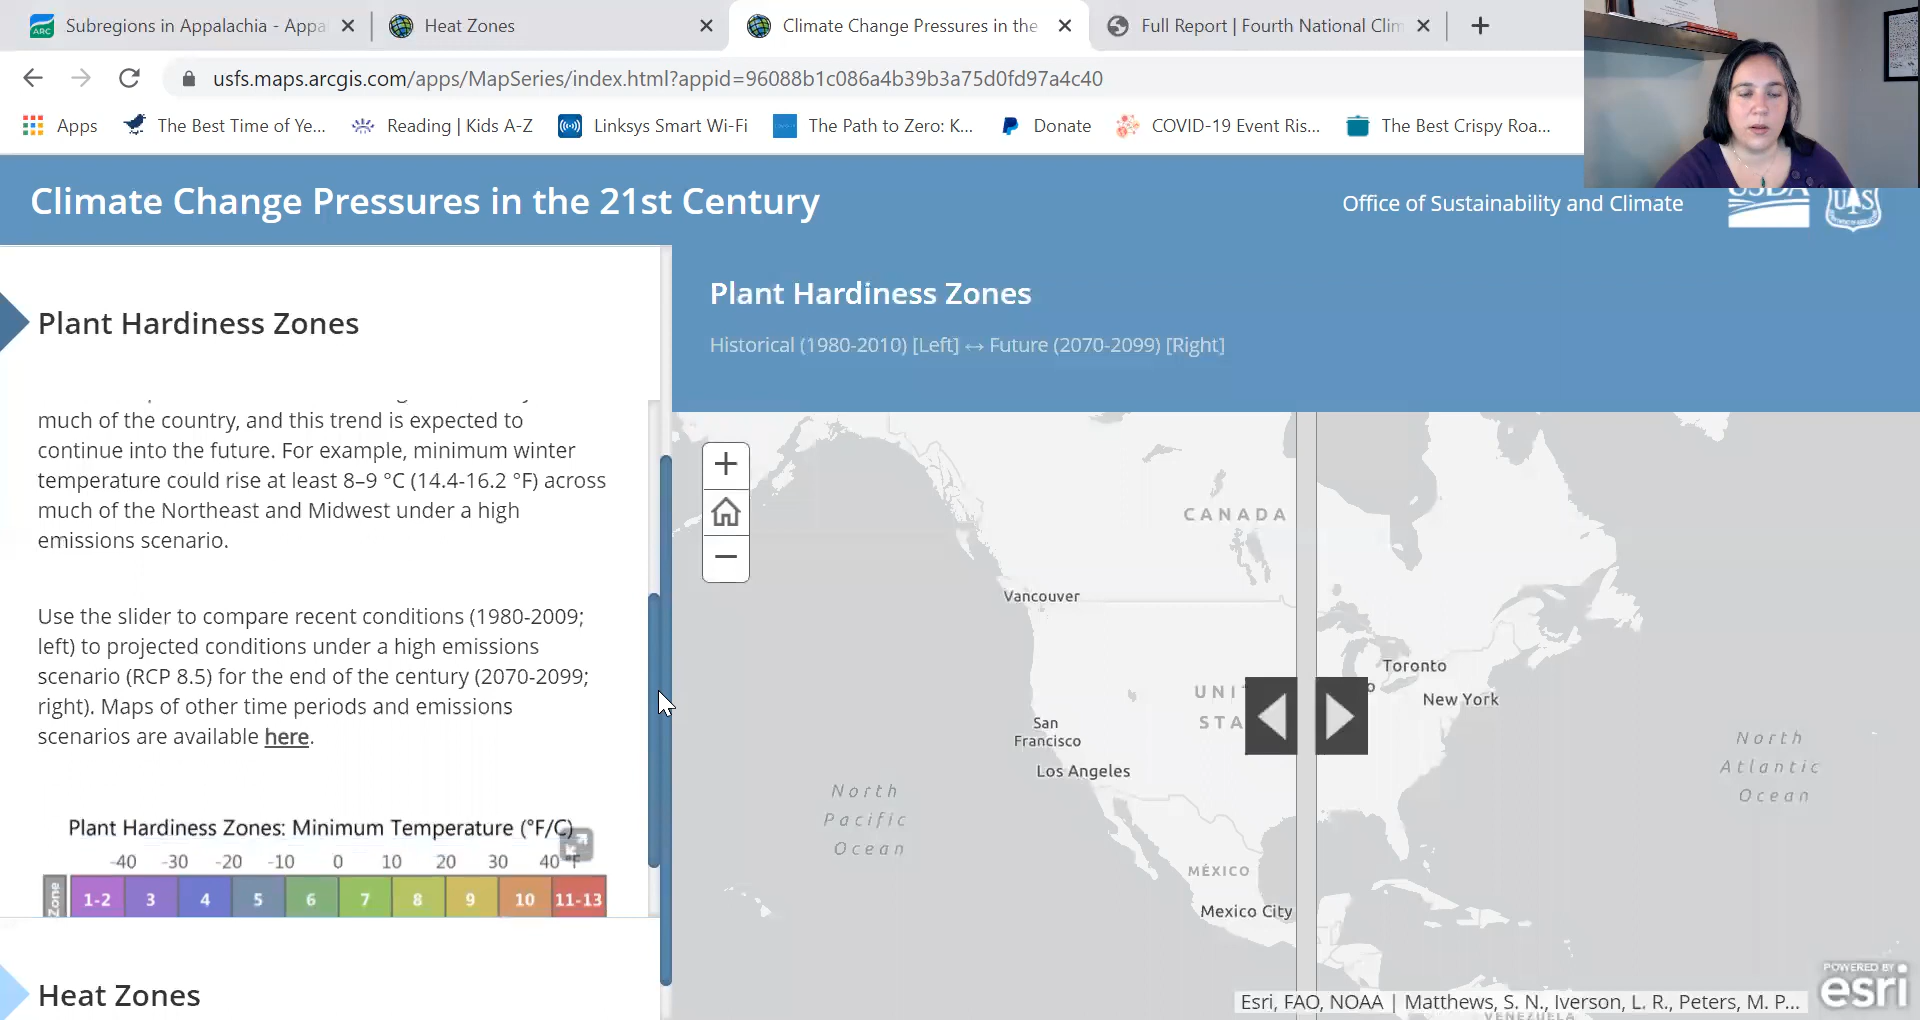 Subregions in Appalachia - Appa
Heat Zones
Climate Change Pressures in the
Full Report | Fourth National Clim
usfs.maps.arcgis.com/apps/MapSeries/index.html?appid=96088b1c086a4b39b3a75d0fd97a4c40
Apps
The Best Time of Ye...
Reading | Kids A-Z
Linksys Smart Wi-Fi
The Path to Zero: K...
Donate
COVID-19 Event Ris...
The Best Crispy Roa...
Climate Change Pressures in the 21st Century
Office of Sustainability and Climate
USDA
UAS
Plant Hardiness Zones
much of the country, and this trend is expected to
continue into the future. For example, minimum winter
temperature could rise at least 8–9 °C (14.4-16.2 °F) across
much of the Northeast and Midwest under a high
emissions scenario.
Use the slider to compare recent conditions (1980-2009;
left) to projected conditions under a high emissions
scenario (RCP 8.5) for the end of the century (2070-2099;
right). Maps of other time periods and emissions
scenarios are available here.
Plant Hardiness Zones: Minimum Temperature (°F/C)
-40 -30 -20 -10 0 10 20 30 40 °F
Zone 1-2 3 4 5 6 7 8 9 10 11-13
Heat Zones
Plant Hardiness Zones
Historical (1980-2010) [Left] ↔ Future (2070-2099) [Right]
CANADA
Vancouver
Toronto
UNI
New York
STA
San
Francisco
Los Angeles
North
Pacific
Ocean
North
Atlantic
Ocean
MÉXICO
Mexico City
Esri, FAO, NOAA | Matthews, S. N., Iverson, L. R., Peters, M. P...
VENEZUELA
POWERED BY
esri